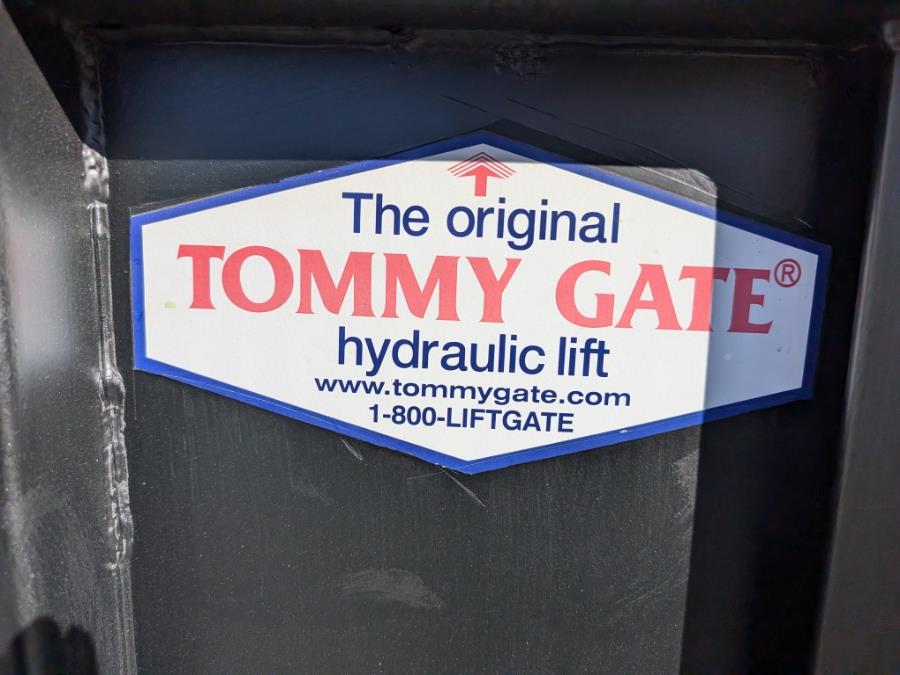 The original
TOMMY GATE®
hydraulic lift
www.tommygate.com
1-800-LIFTGATE